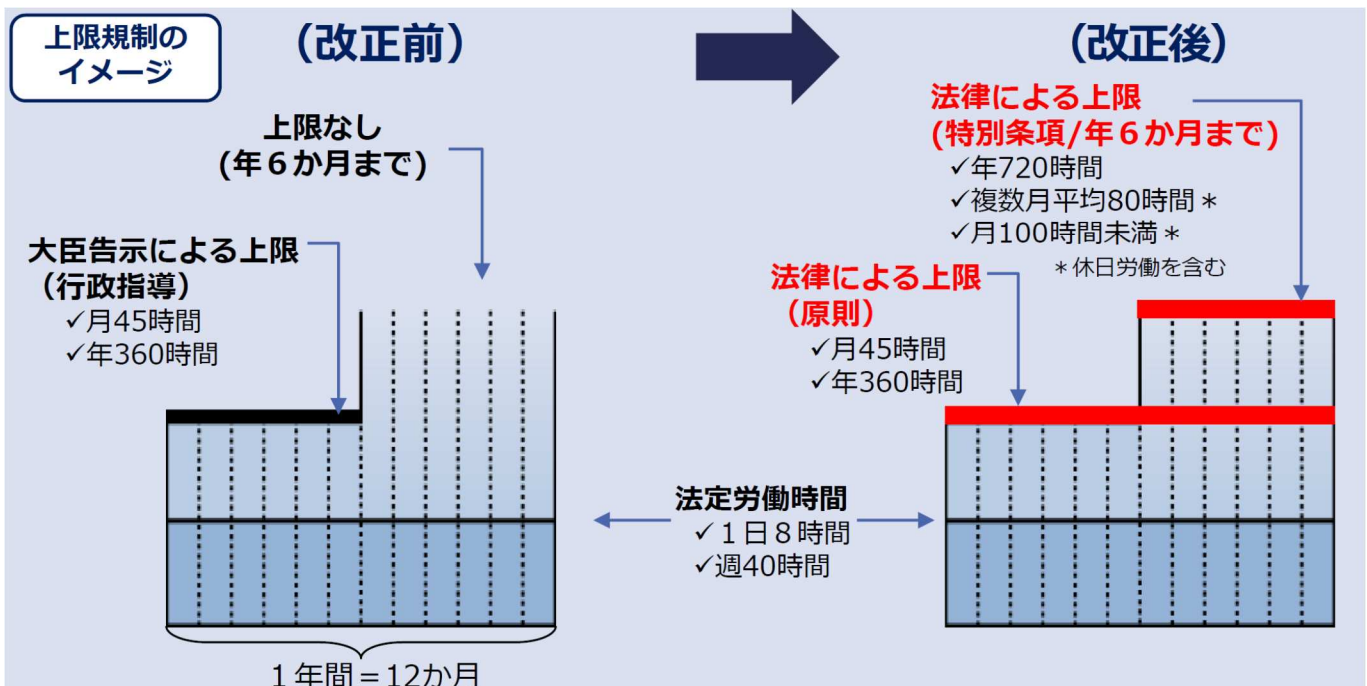 上限規制の
イメージ
（改正前）
（改正後）
上限なし
(年６か月まで)
大臣告示による上限
（行政指導）
✓月45時間
✓年360時間
法律による上限
(特別条項/年６か月まで)
✓年720時間
✓複数月平均80時間＊
✓月100時間未満＊
＊休日労働を含む
法律による上限
（原則）
✓月45時間
✓年360時間
法定労働時間
✓１日８時間
✓週40時間
１年間＝12か月